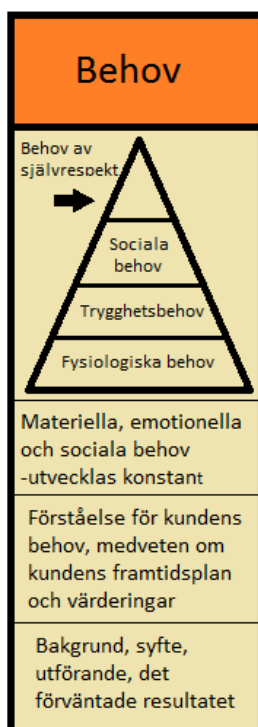 Behov
Behov av
självrespekt
Sociala
behov
Trygghetsbehov
Fysiologiska behov
Materiella, emotionella
och sociala behov
-utvecklas konstant
Förståelse för kundens
behov, medveten om
kundens framtidsplan
och värderingar
Bakgrund, syfte,
utförande, det
förväntade resultatet